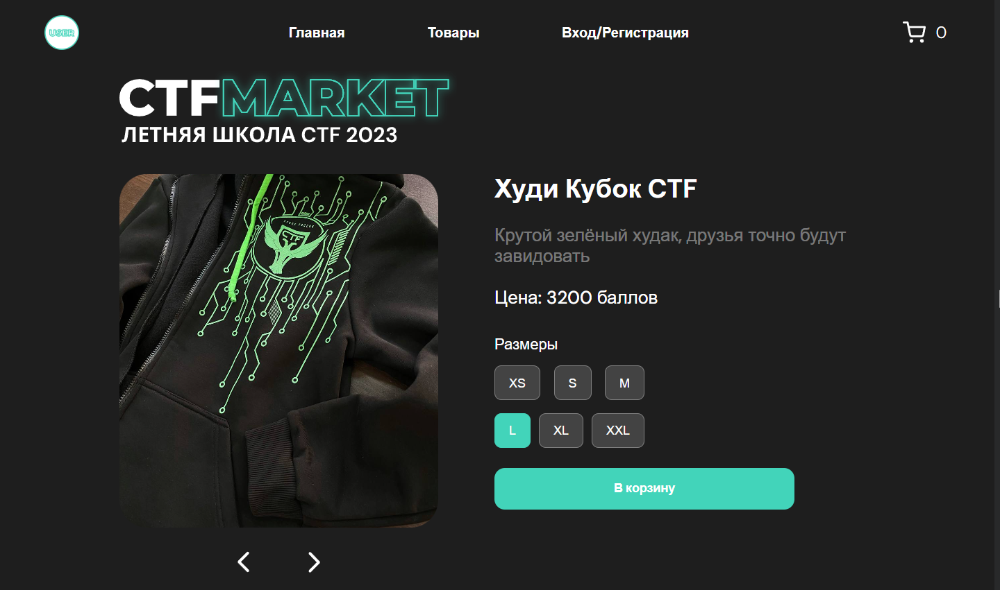 USER
Главная
Товары
Вход/Регистрация
0
CTFMARKET
ЛЕТНЯЯ ШКОЛА CTF 2023
CTF
Худи Кубок CTF
Крутой зелёный худак, друзья точно будут
завидовать
Цена: 3200 баллов
Размеры
XS
S
M
L
XL
XXL
В корзину